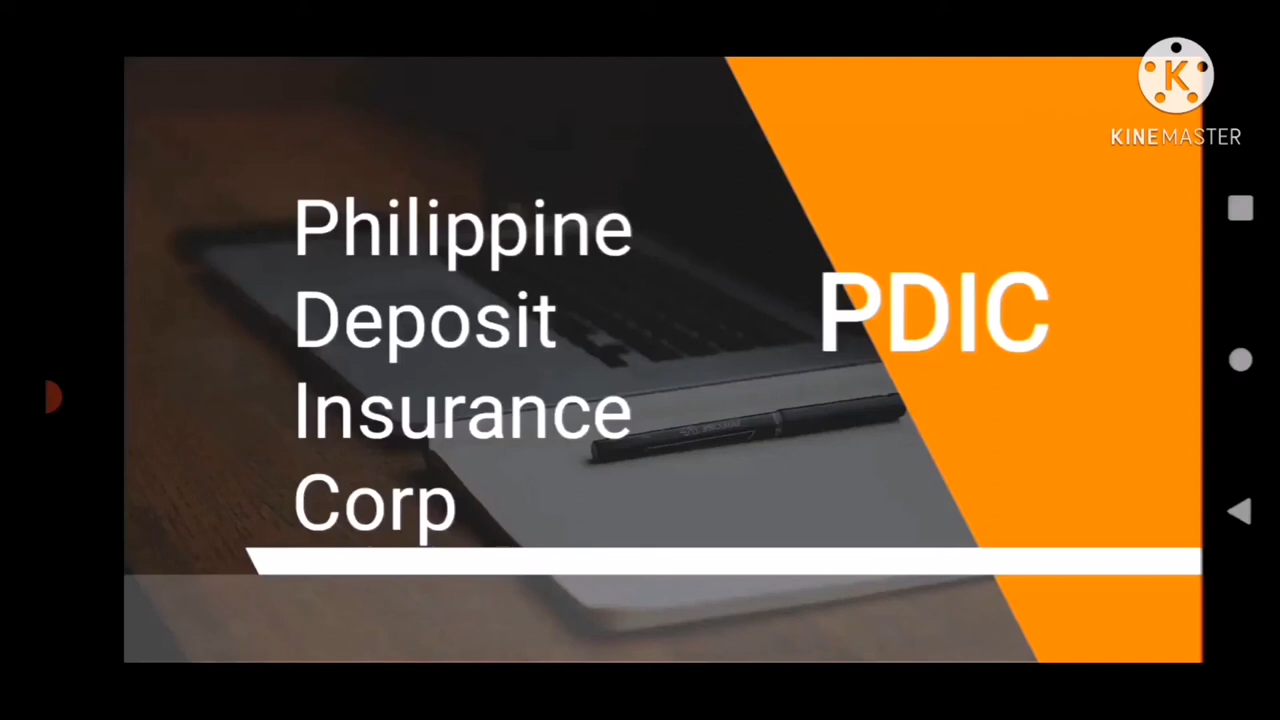 KINEMASTER
Philippine
Deposit
Insurance
Corp
PDIC